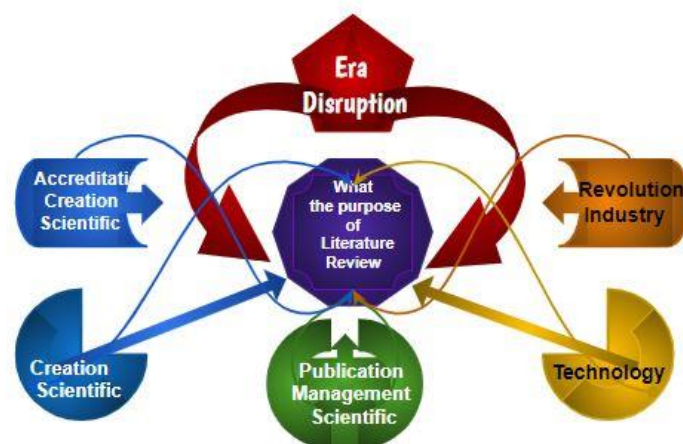 Era
Disruption
Accreditati
Creation
Scientific
What
the purpose
of
Literature
Review
Revolution
Industry
Creation
Scientific
Publication
Management
Scientific
Technology